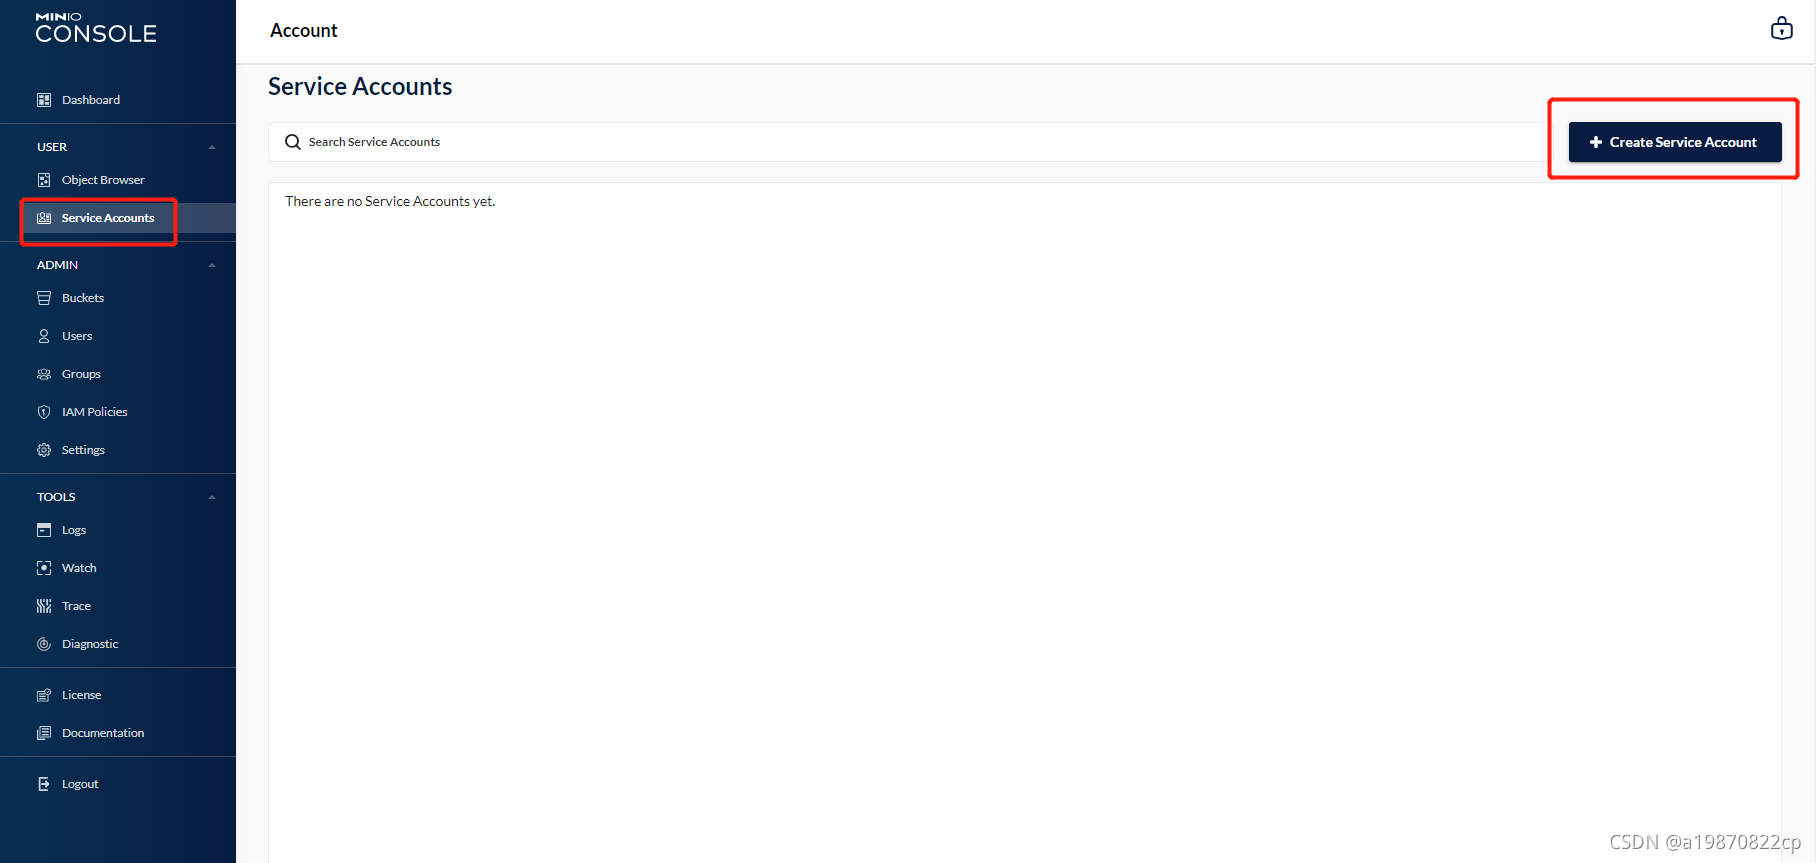 MINIO
CONSOLE
Dashboard
USER
Object Browser
Service Accounts
ADMIN
Buckets
Users
Groups
IAM Policies
Settings
TOOLS
Logs
Watch
Trace
Diagnostic
License
Documentation
Logout
Account
Service Accounts
Search Service Accounts
Create Service Account
There are no Service Accounts yet.
CSDN @a19870822cp